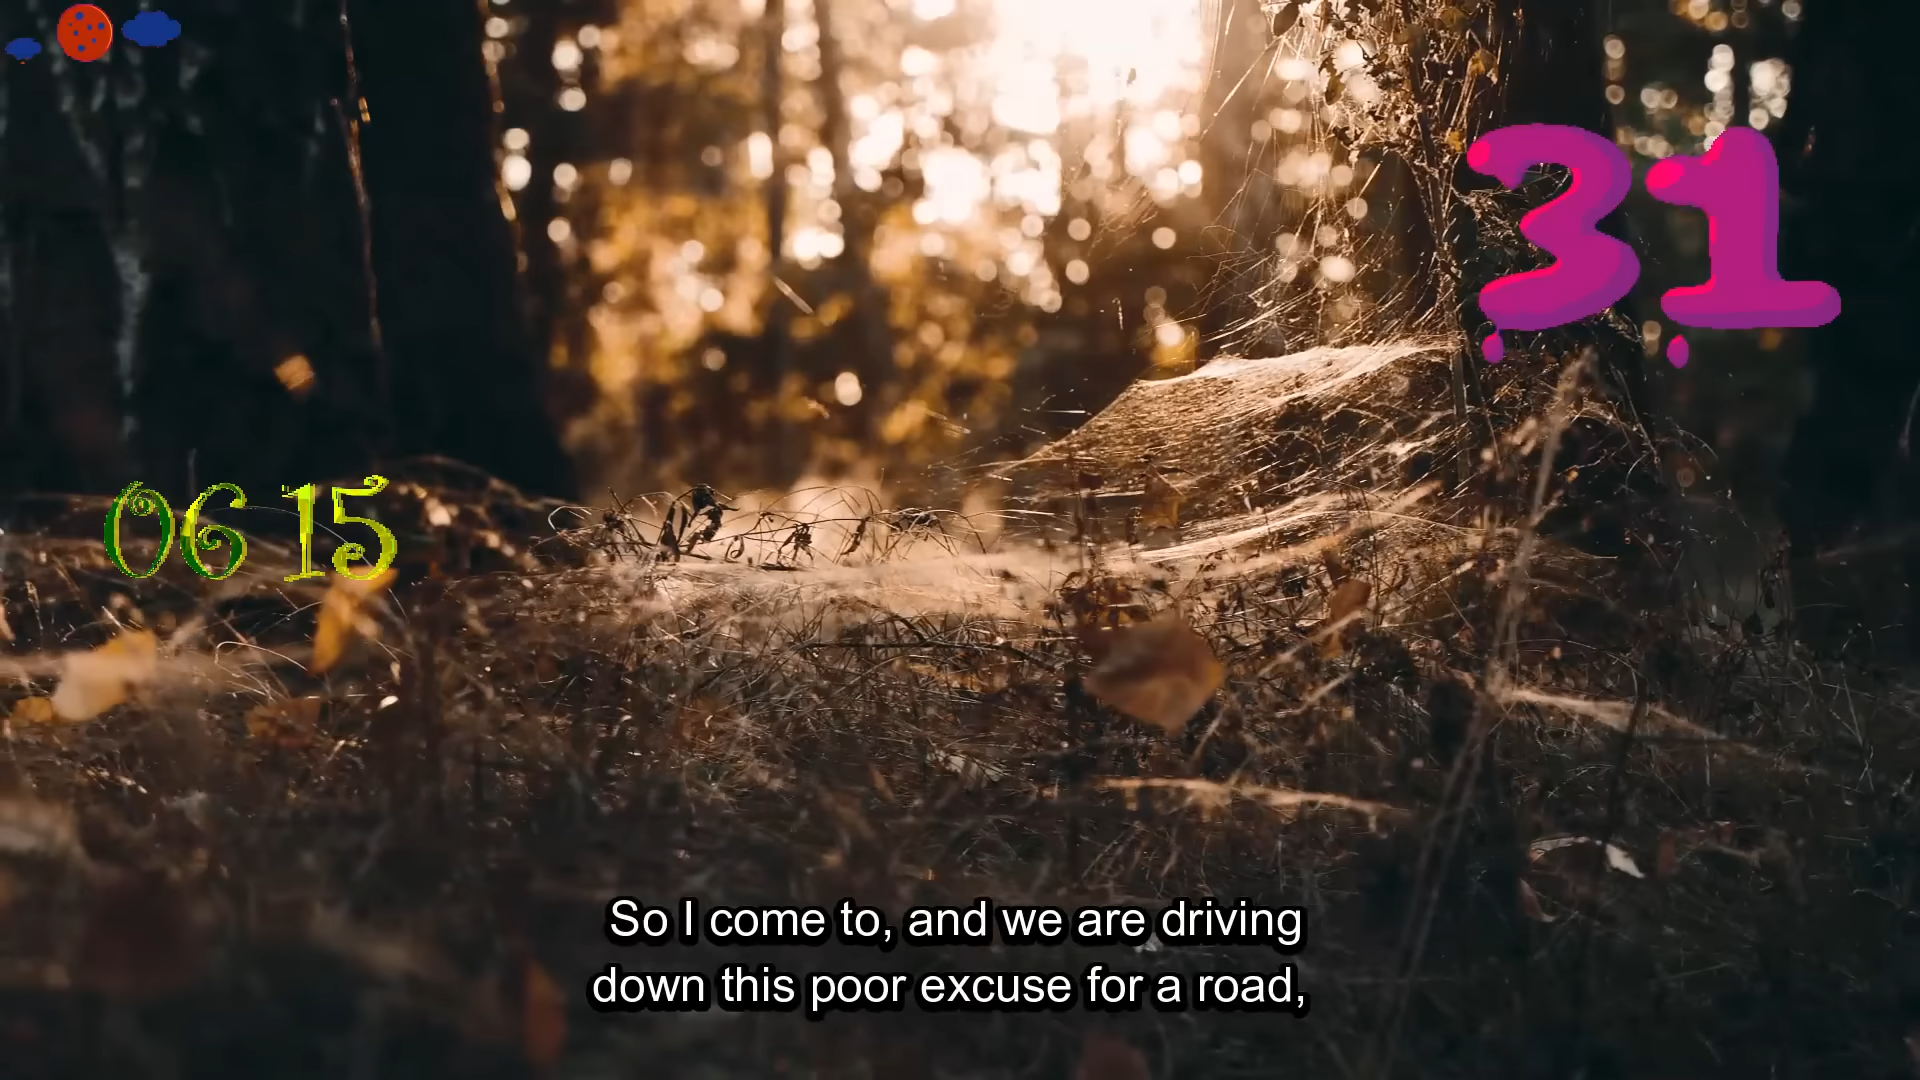 31
06 15
So I come to, and we are driving
down this poor excuse for a road,